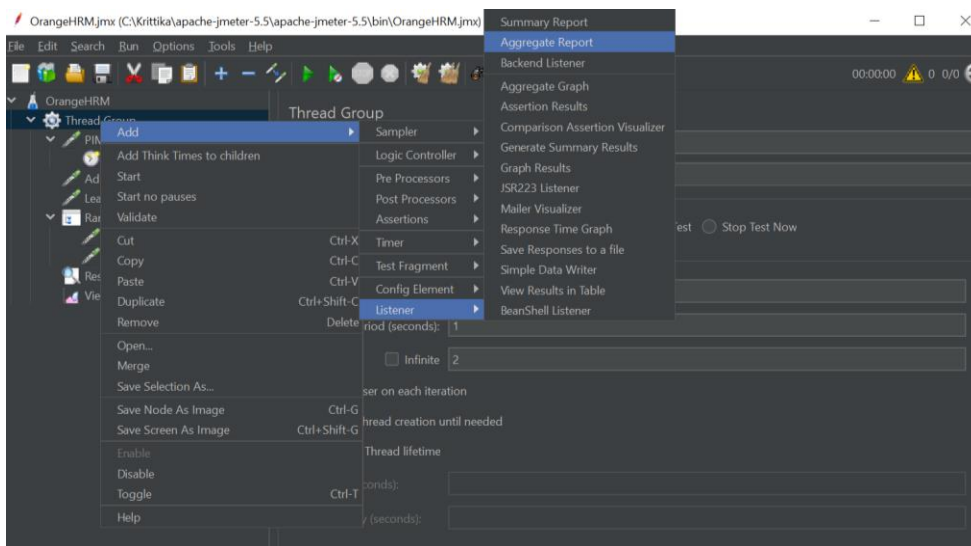 OrangeHRM.jmx (C:\Krittika\apache-jmeter-5.5\apache-jmeter-5.5\bin\OrangeHRM.jmx)
File Edit Search Run Options Tools Help
00:00:00 0 0/0
OrangeHRM
Thread Group
PIM
Ad
Lea
Ran
Res
Vie
Add
Add Think Times to children
Start
Start no pauses
Validate
Cut Ctrl-X
Copy Ctrl-C
Paste Ctrl-V
Duplicate Ctrl+Shift-C
Remove Delete
Open...
Merge
Save Selection As...
Save Node As Image Ctrl-G
Save Screen As Image Ctrl+Shift-G
Enable
Disable
Toggle Ctrl-T
Help
Sampler
Logic Controller
Pre Processors
Post Processors
Assertions
Timer
Test Fragment
Config Element
Listener
Summary Report
Aggregate Report
Backend Listener
Aggregate Graph
Assertion Results
Comparison Assertion Visualizer
Generate Summary Results
Graph Results
JSR223 Listener
Mailer Visualizer
Response Time Graph
Save Responses to a file
Simple Data Writer
View Results in Table
BeanShell Listener
Thread Group
Test Stop Test Now
riod (seconds): 1
Infinite 2
ser on each iteration
hread creation until needed
Thread lifetime
conds):
y (seconds):